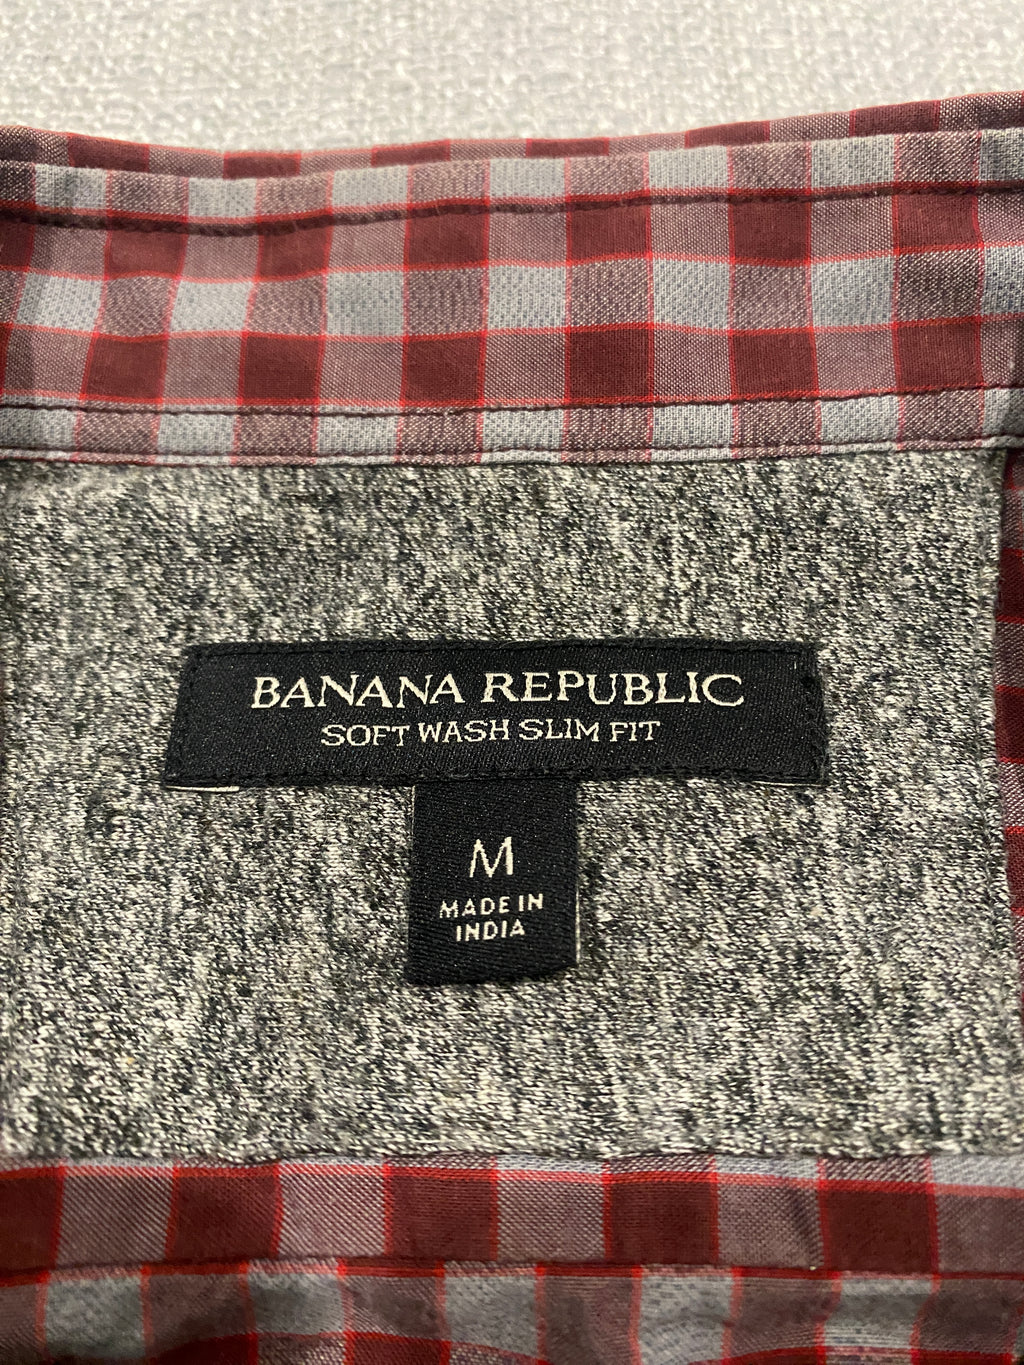 BANANA REPUBLIC
SOFT WASH SLIM FIT
M
MADE IN
INDIA